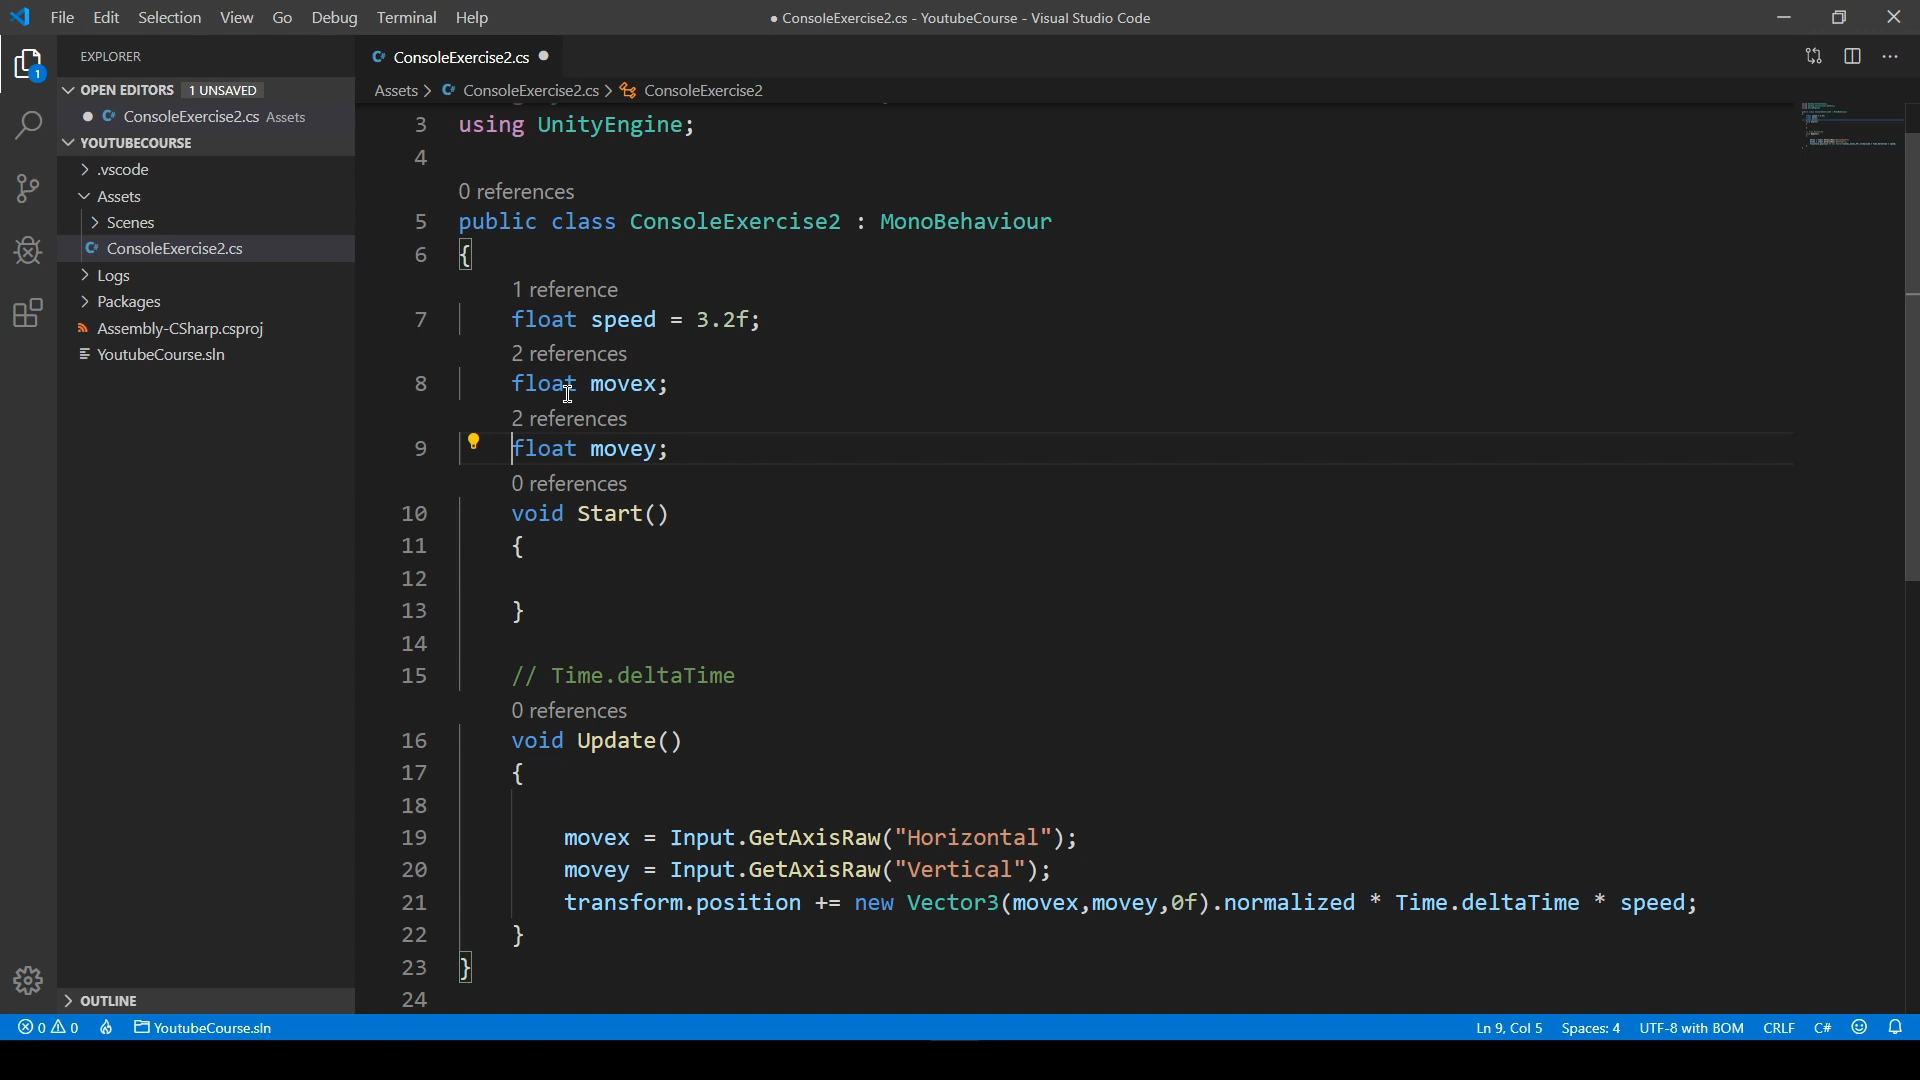 File Edit Selection View Go Debug Terminal Help
● ConsoleExercise2.cs - YoutubeCourse - Visual Studio Code
EXPLORER
OPEN EDITORS 1 UNSAVED
ConsoleExercise2.cs Assets
YOUTUBECOURSE
.vscode
Assets
Scenes
ConsoleExercise2.cs
Logs
Packages
Assembly-CSharp.csproj
YoutubeCourse.sln
OUTLINE
1
ConsoleExercise2.cs
Assets > ConsoleExercise2.cs > ConsoleExercise2
3 using UnityEngine;
4
0 references
5 public class ConsoleExercise2 : MonoBehaviour
6 {
1 reference
7 float speed = 3.2f;
2 references
8 float movex;
2 references
9 float movey;
0 references
10 void Start()
11 {
12
13 }
14
15 // Time.deltaTime
0 references
16 void Update()
17 {
18
19 movex = Input.GetAxisRaw("Horizontal");
20 movey = Input.GetAxisRaw("Vertical");
21 transform.position += new Vector3(movex,movey,0f).normalized * Time.deltaTime * speed;
22 }
23 }
24
0 0 YoutubeCourse.sln
Ln 9, Col 5 Spaces: 4 UTF-8 with BOM CRLF C#